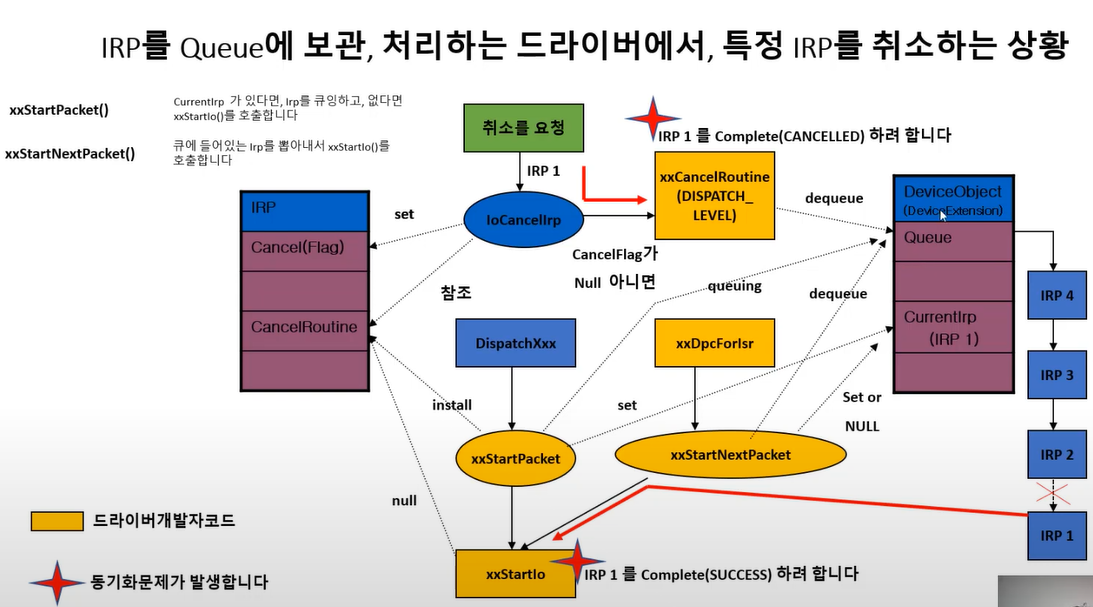 IRP를 Queue에 보관, 처리하는 드라이버에서, 특정 IRP를 취소하는 상황
xxStartPacket()
CurrentIrp 가 있다면, Irp를 큐잉하고, 없다면
xxStartIo()를 호출합니다
xxStartNextPacket()
큐에 들어있는 Irp를 뽑아내서 xxStartIo()를
호출합니다
취소를 요청
IRP 1 를 Complete(CANCELLED) 하려 합니다
IRP 1
xxCancelRoutine
(DISPATCH_
LEVEL)
IRP
set
IoCancelIrp
dequeue
DeviceObject
(DeviceExtension)
Cancel(Flag)
Queue
CancelFlag가
Null 아니면
참조
queuing
dequeue
IRP 4
CancelRoutine
DispatchXxx
xxDpcForIsr
CurrentIrp
(IRP 1)
IRP 3
install
set
Set or
NULL
xxStartPacket
xxStartNextPacket
IRP 2
null
드라이버개발자코드
IRP 1
xxStartIo
IRP 1 를 Complete(SUCCESS) 하려 합니다
동기화문제가 발생합니다